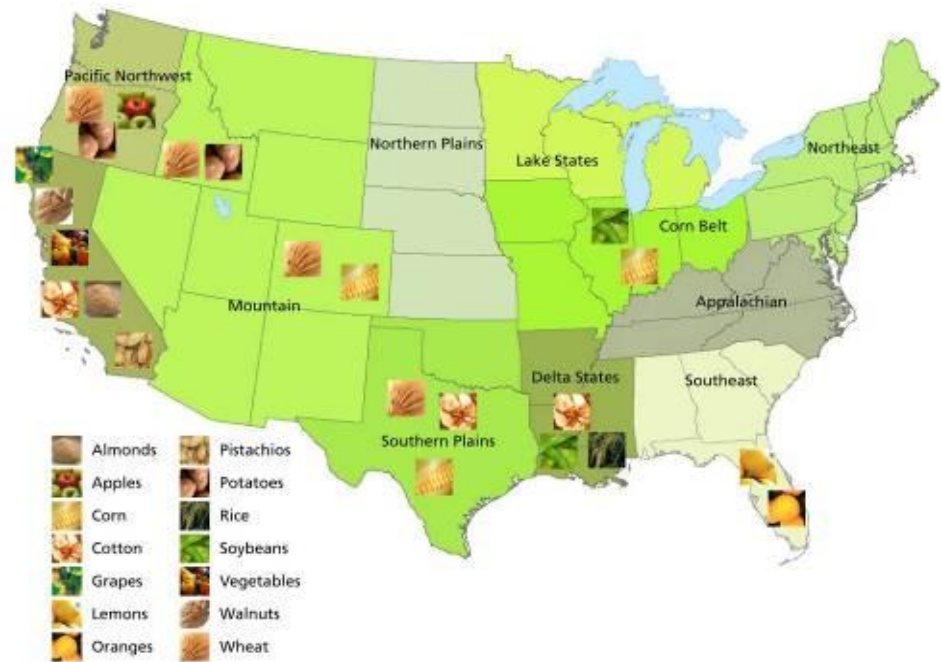 Pacific Northwest
Northern Plains
Lake States
Northeast
Corn Belt
Mountain
Appalachian
Delta States
Southeast
Southern Plains
Almonds
Pistachios
Apples
Potatoes
Corn
Rice
Cotton
Soybeans
Grapes
Vegetables
Lemons
Walnuts
Oranges
Wheat